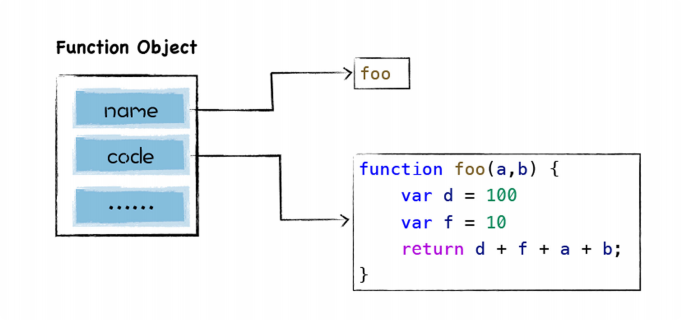 Function Object
name
code
......
foo
function foo(a,b) {
    var d = 100
    var f = 10
    return d + f + a + b;
}